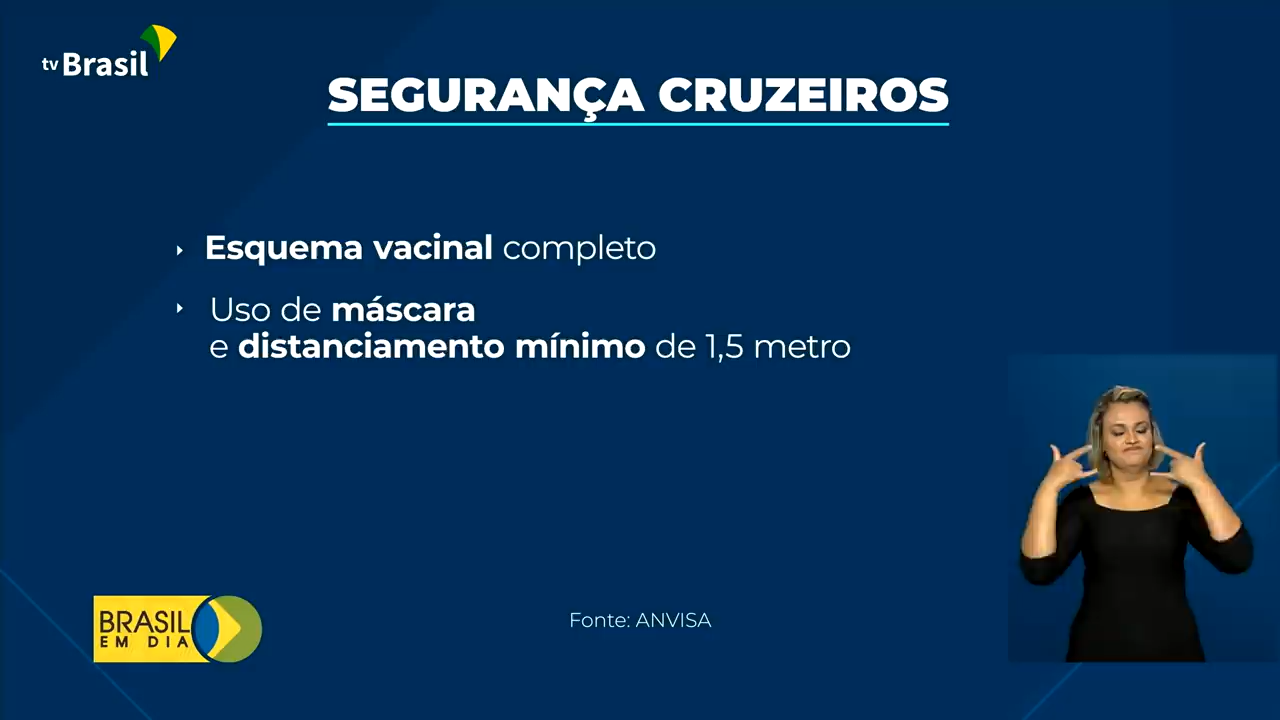 tv Brasil
SEGURANÇA CRUZEIROS
Esquema vacinal completo
Uso de máscara
e distanciamento mínimo de 1,5 metro
BRASIL
EM DIA
Fonte: ANVISA